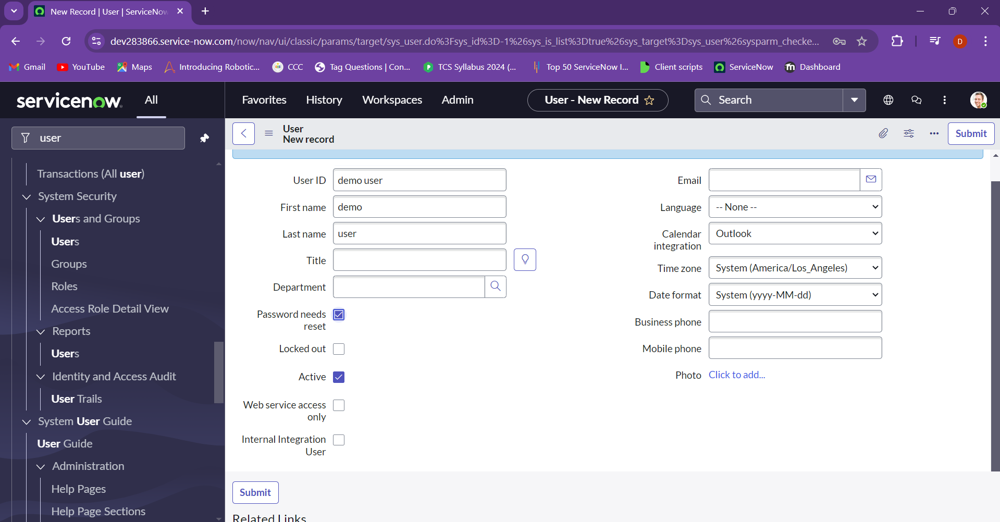 New Record | User | ServiceNow
dev283866.service-now.com/now/nav/ui/classic/params/target/sys_user.do%3Fsys_id%3D-1%26sys_is_list%3Dtrue%26sys_target%3Dsys_user%26sysparm_checke...
D
Gmail
YouTube
Maps
Introducing Robotic...
CCC
Tag Questions | Con...
TCS Syllabus 2024 (...
Top 50 ServiceNow I...
Client scripts
ServiceNow
Dashboard
servicenow
All
Favorites
History
Workspaces
Admin
User - New Record
Search
user
User
New record
Submit
Transactions (All user)
System Security
Users and Groups
Users
Groups
Roles
Access Role Detail View
Reports
Users
Identity and Access Audit
User Trails
System User Guide
User Guide
Administration
Help Pages
Help Page Sections
User ID
demo user
First name
demo
Last name
user
Title
Department
Password needs
reset
Locked out
Active
Web service access
only
Internal Integration
User
Email
Language
-- None --
Calendar
integration
Outlook
Time zone
System (America/Los_Angeles)
Date format
System (yyyy-MM-dd)
Business phone
Mobile phone
Photo
Click to add...
Submit
Related Links